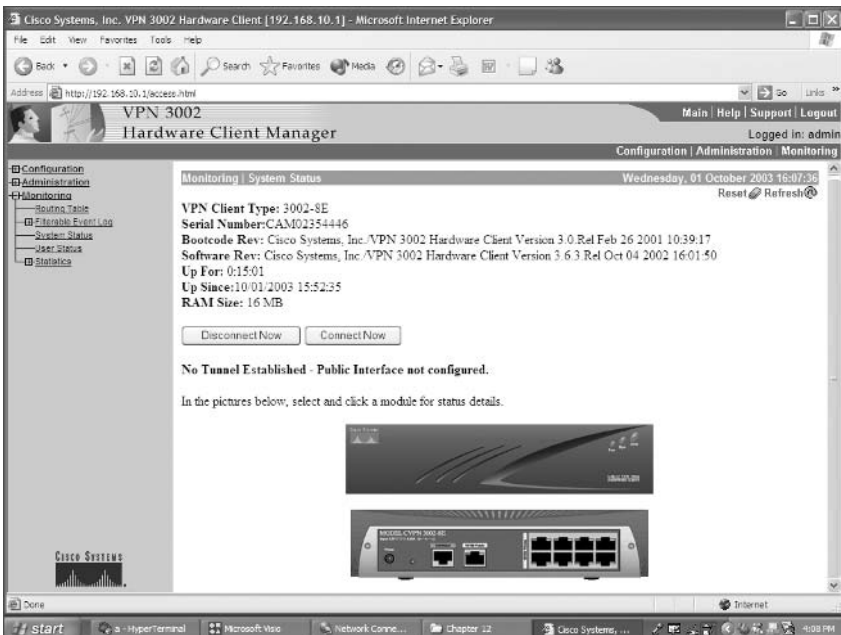 Cisco Systems, Inc. VPN 3002 Hardware Client [192.168.10.1] - Microsoft Internet Explorer
File Edit View Favorites Tools Help
Back Search Favorites Media
Address http://192.168.10.1/access.html Go Links
VPN 3002
Hardware Client Manager
Main | Help | Support | Logout
Logged in: admin
Configuration | Administration | Monitoring
Configuration
Administration
Monitoring
Routing Table
Filterable Event Log
System Status
User Status
Statistics
Monitoring | System Status Wednesday, 01 October 2003 16:07:36
Reset Refresh
VPN Client Type: 3002-8E
Serial Number:CAM02354446
Bootcode Rev: Cisco Systems, Inc./VPN 3002 Hardware Client Version 3.0.Rel Feb 26 2001 10:39:17
Software Rev: Cisco Systems, Inc./VPN 3002 Hardware Client Version 3.6.3.Rel Oct 04 2002 16:01:50
Up For: 0:15:01
Up Since:10/01/2003 15:52:35
RAM Size: 16 MB
Disconnect Now Connect Now
No Tunnel Established - Public Interface not configured.
In the pictures below, select and click a module for status details.
MODEL CVPN 3002-8E
CISCO SYSTEMS
Done Internet
start a - HyperTerminal Microsoft Visio Network Conne... Chapter 12 Cisco Systems, ... 4:08 PM